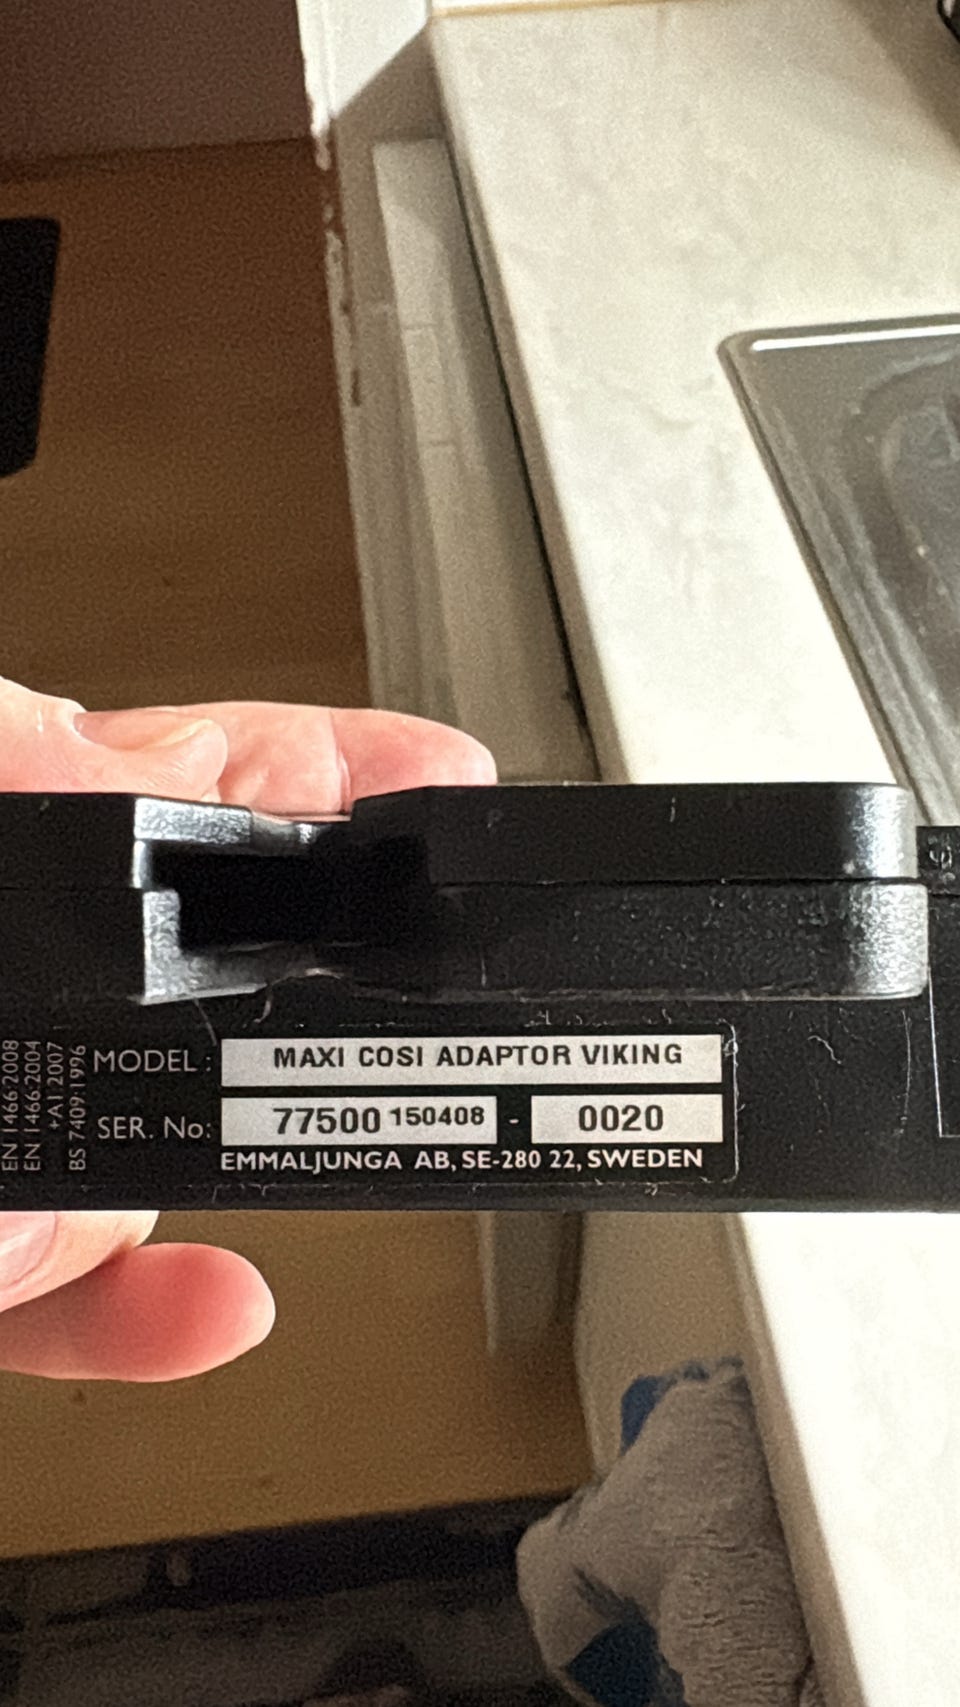 EN 1466:2008
EN 1466:2004
+A1:2007
BS 7409:1996
MODEL: MAXI COSI ADAPTOR VIKING
SER. No: 77500 150408 - 0020
EMMALJUNGA AB, SE-280 22, SWEDEN